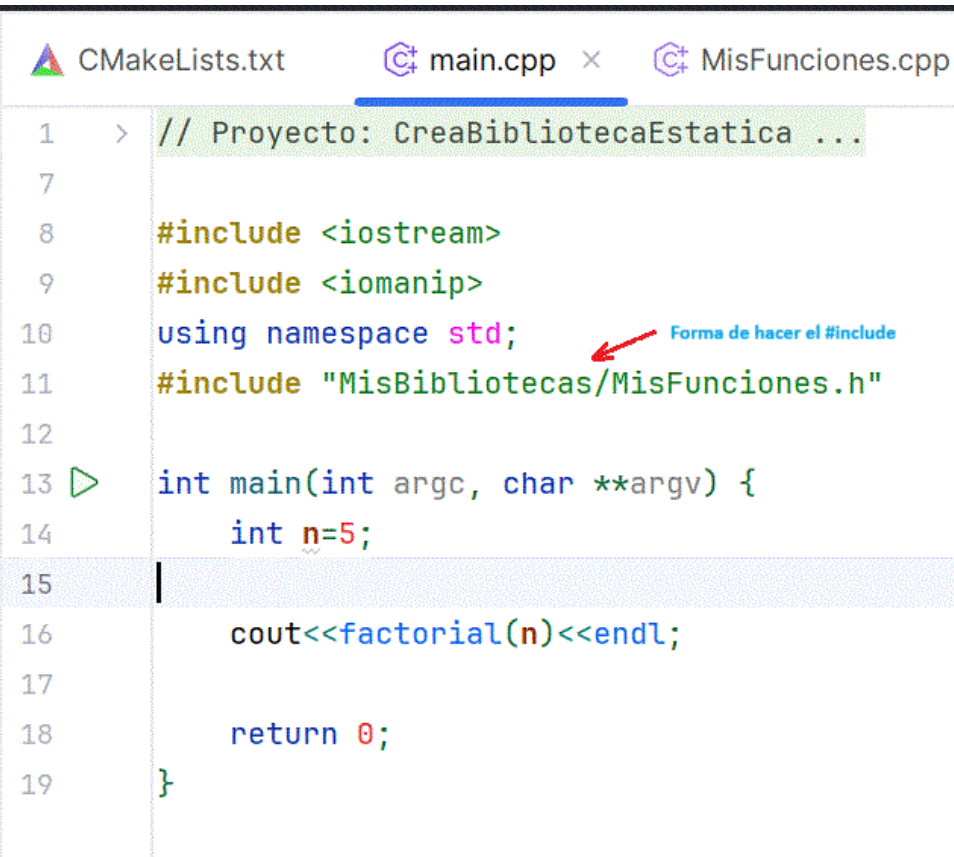 CMakeLists.txt main.cpp × MisFunciones.cpp
1 > // Proyecto: CreaBibliotecaEstatica ...
7
8 #include <iostream>
9 #include <iomanip>
10 using namespace std; Forma de hacer el #include
11 #include "MisBibliotecas/MisFunciones.h"
12
13 int main(int argc, char **argv) {
14     int n=5;
15
16     cout<<factorial(n)<<endl;
17
18     return 0;
19 }